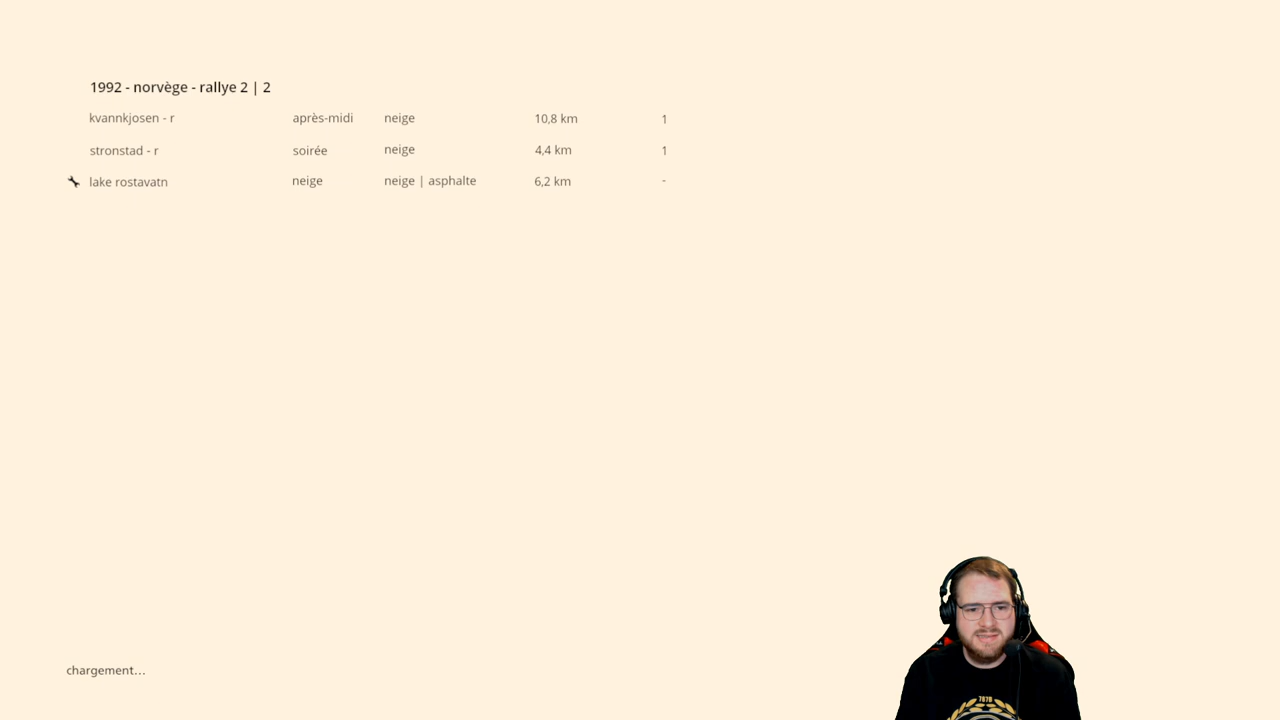 1992 - norvège - rallye 2 | 2
kvannkjosen - r après-midi neige 10,8 km 1
stronstad - r soirée neige 4,4 km 1
lake rostavatn neige neige | asphalte 6,2 km -
chargement...